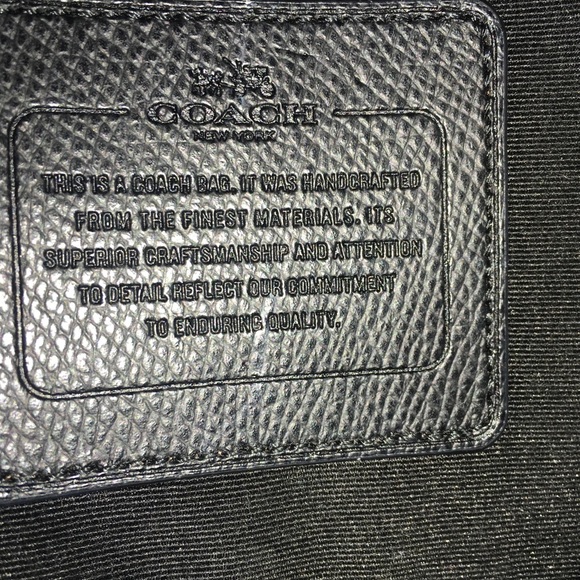 COACH
NEW YORK
THIS IS A COACH BAG. IT WAS HANDCRAFTED
FROM THE FINEST MATERIALS. ITS
SUPERIOR CRAFTSMANSHIP AND ATTENTION
TO DETAIL REFLECT OUR COMMITMENT
TO ENDURING QUALITY.